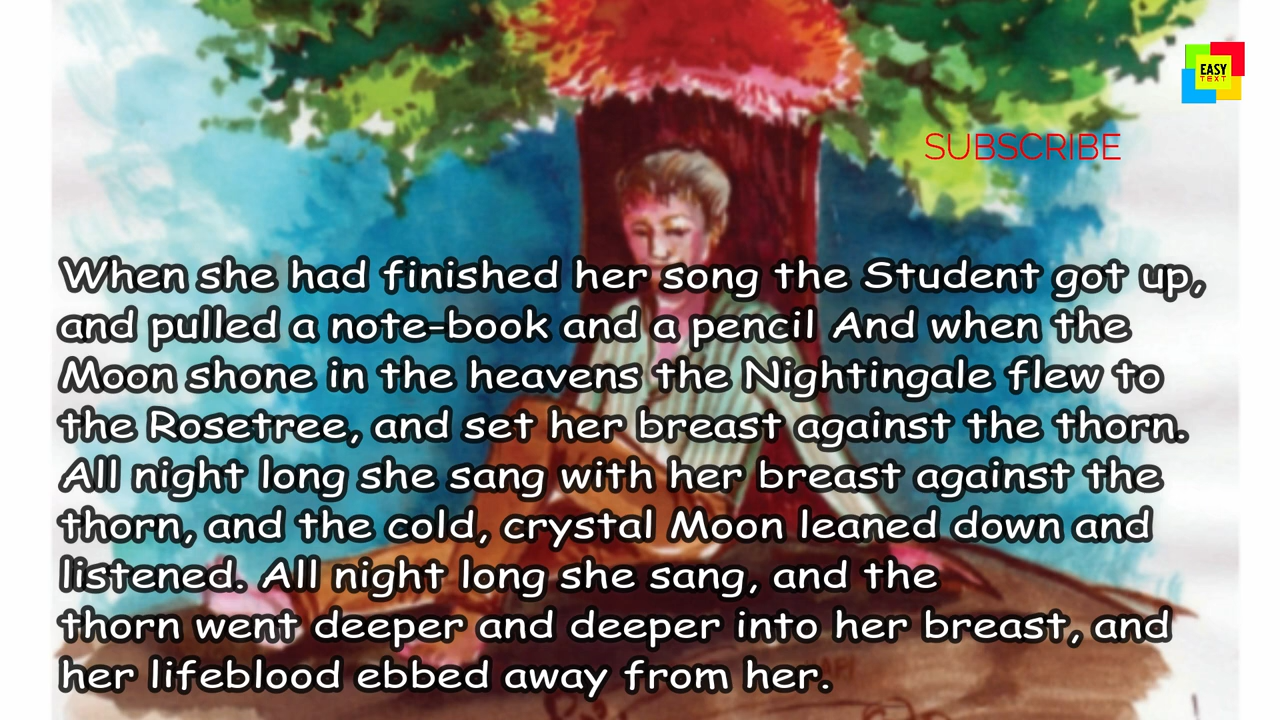 EASY
TEXT
SUBSCRIBE
When she had finished her song the Student got up,
and pulled a note-book and a pencil And when the
Moon shone in the heavens the Nightingale flew to
the Rosetree, and set her breast against the thorn.
All night long she sang with her breast against the
thorn, and the cold, crystal Moon leaned down and
listened. All night long she sang, and the
thorn went deeper and deeper into her breast, and
her lifeblood ebbed away from her.